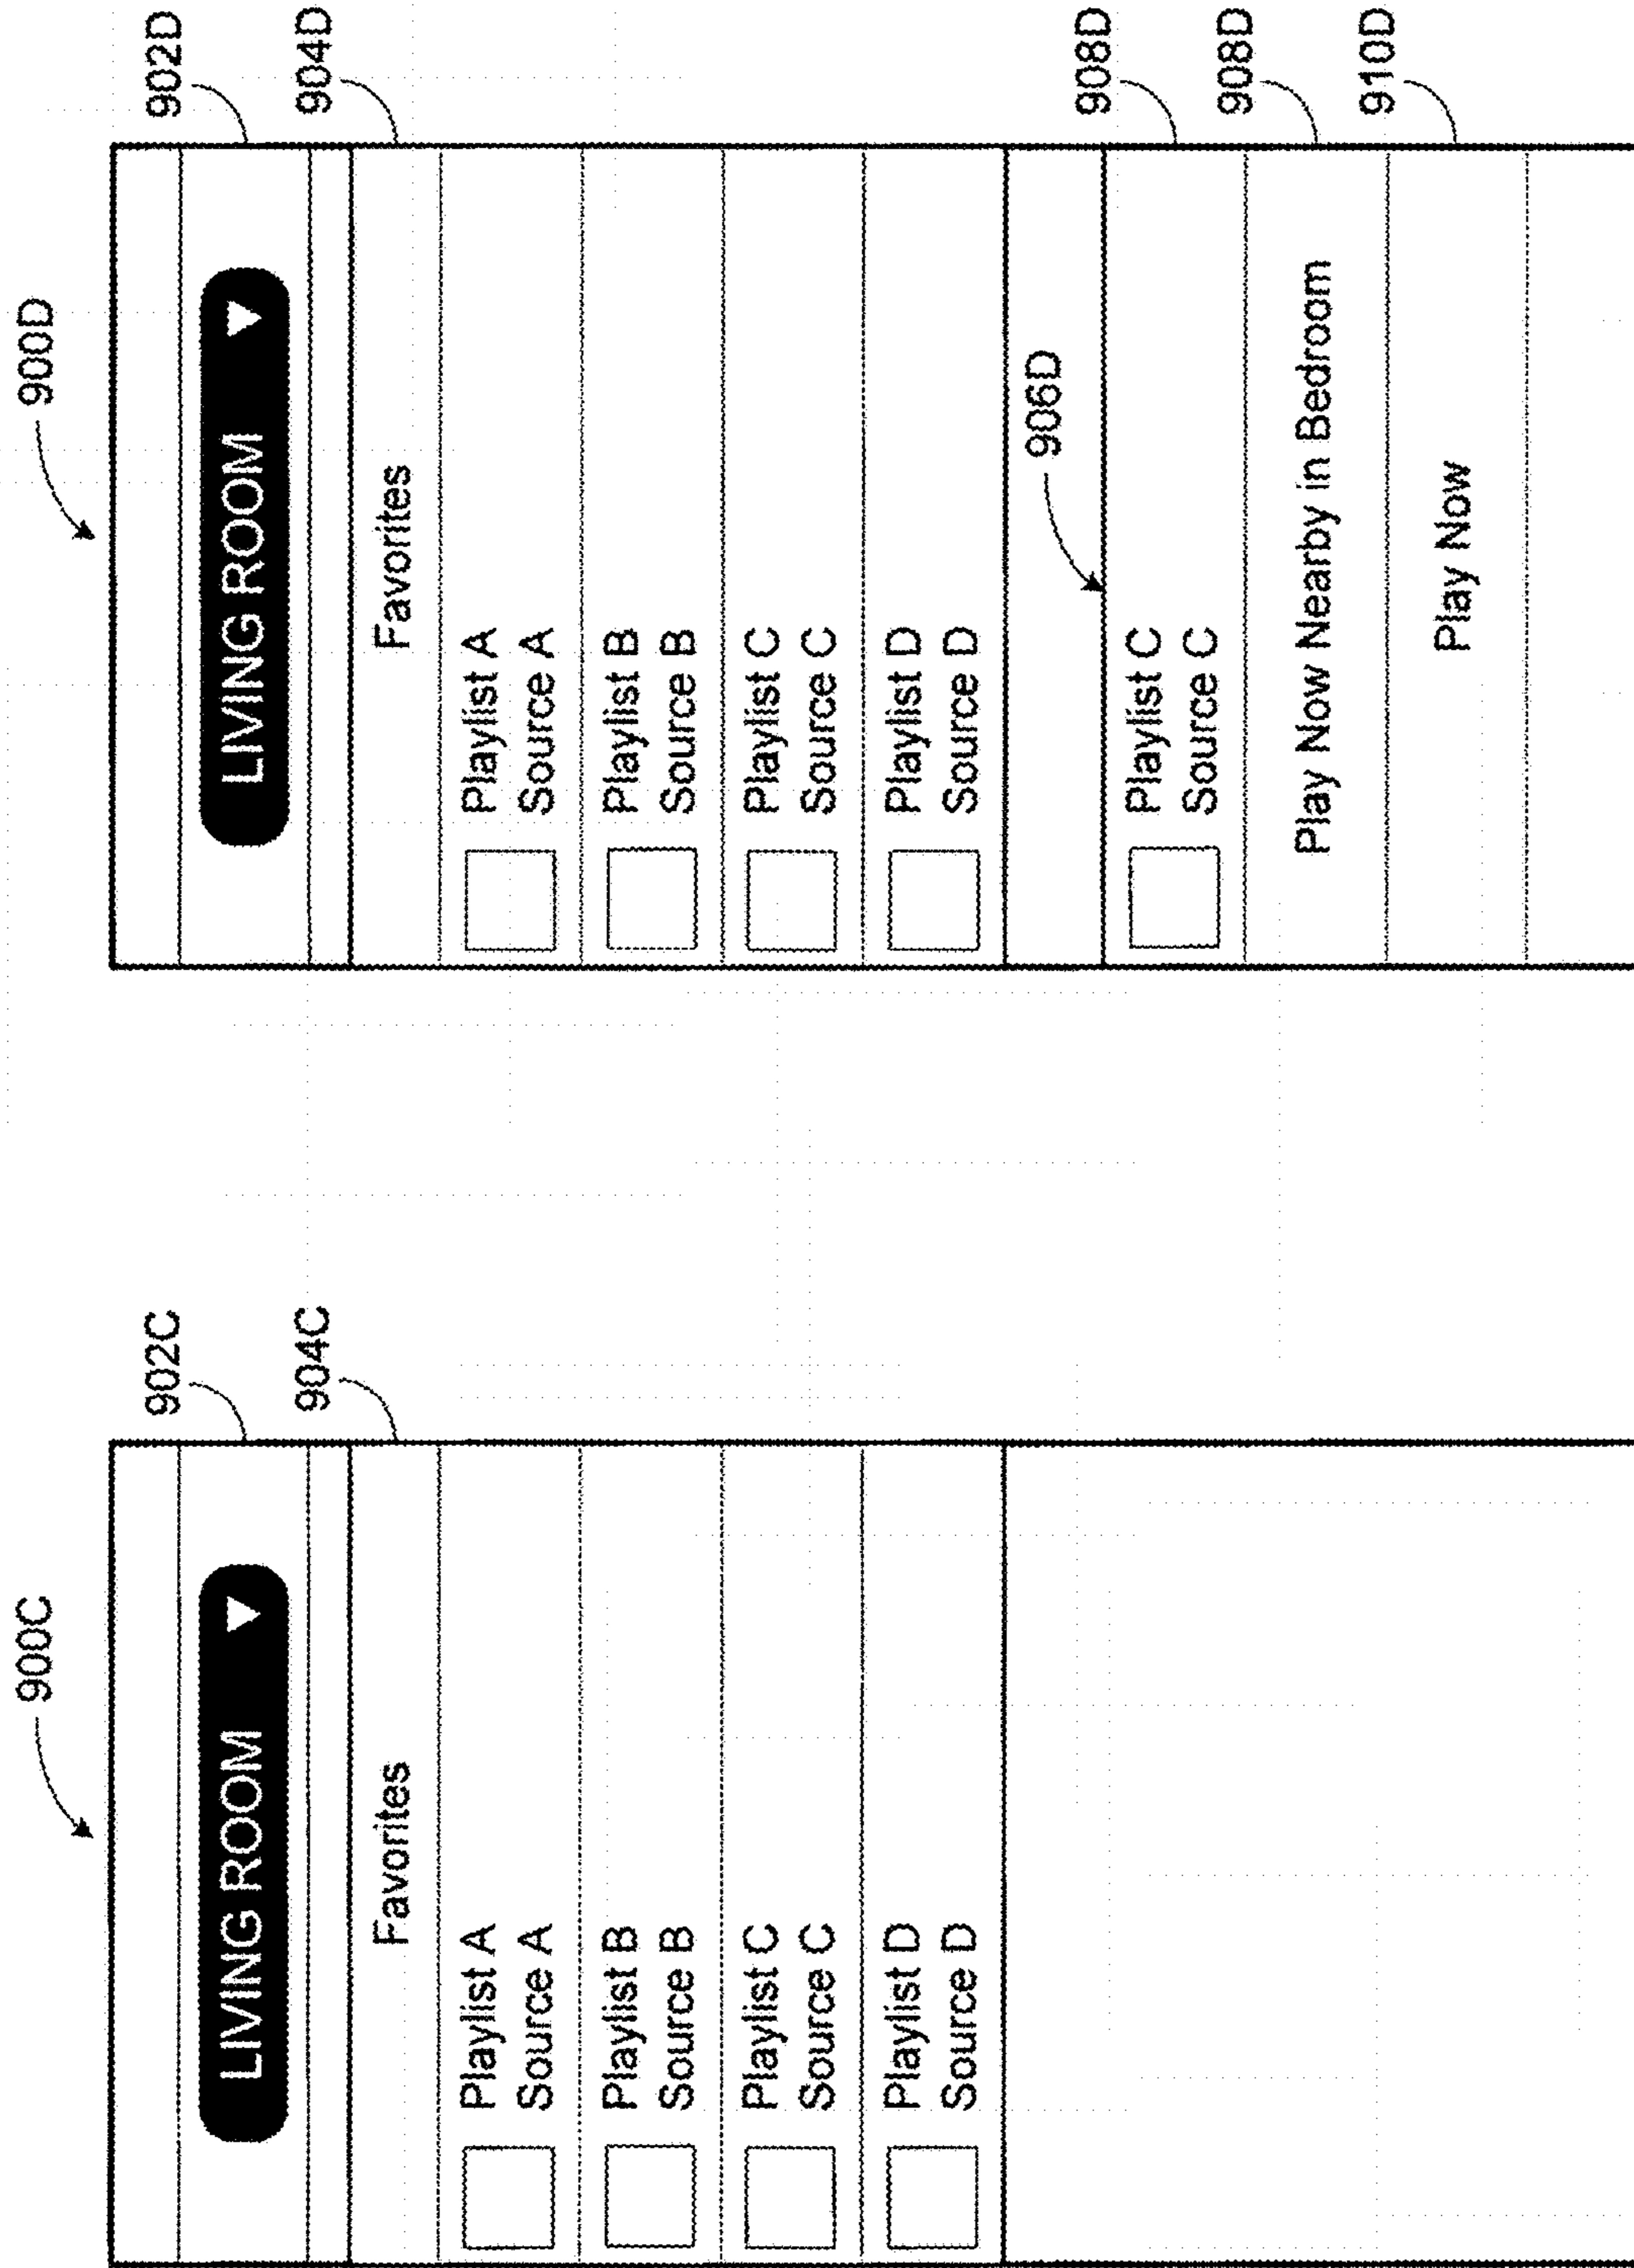 900C
LIVING ROOM
902C
Favorites
904C
Playlist A
Source A
Playlist B
Source B
Playlist C
Source C
Playlist D
Source D
900D
LIVING ROOM
902D
Favorites
904D
Playlist A
Source A
Playlist B
Source B
Playlist C
Source C
Playlist D
Source D
906D
Playlist C
Source C
908D
Play Now Nearby in Bedroom
908D
Play Now
910D